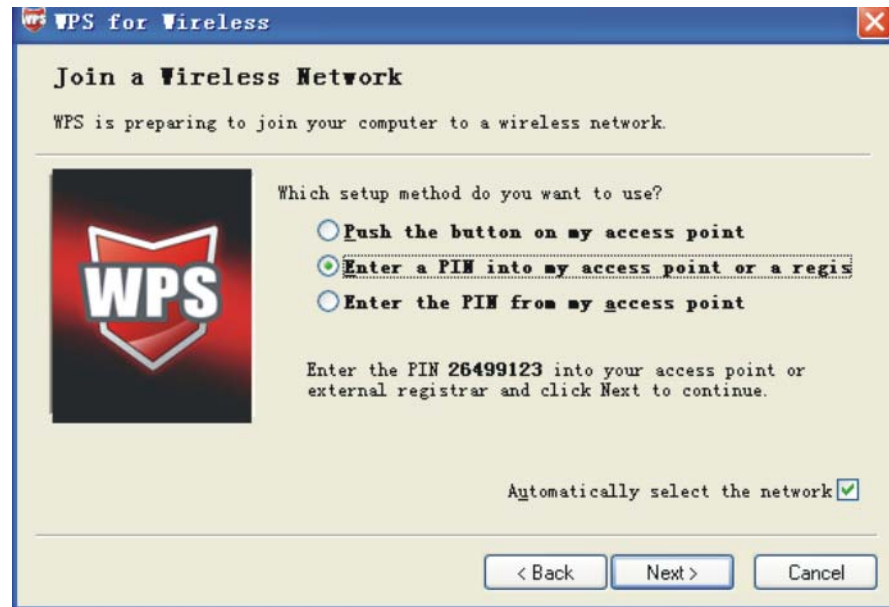 WPS WPS for Wireless
Join a Wireless Network
WPS is preparing to join your computer to a wireless network.
WPS
Which setup method do you want to use?
Push the button on my access point
Enter a PIN into my access point or a regis
Enter the PIN from my access point
Enter the PIN 26499123 into your access point or
external registrar and click Next to continue.
Automatically select the network
< Back Next > Cancel